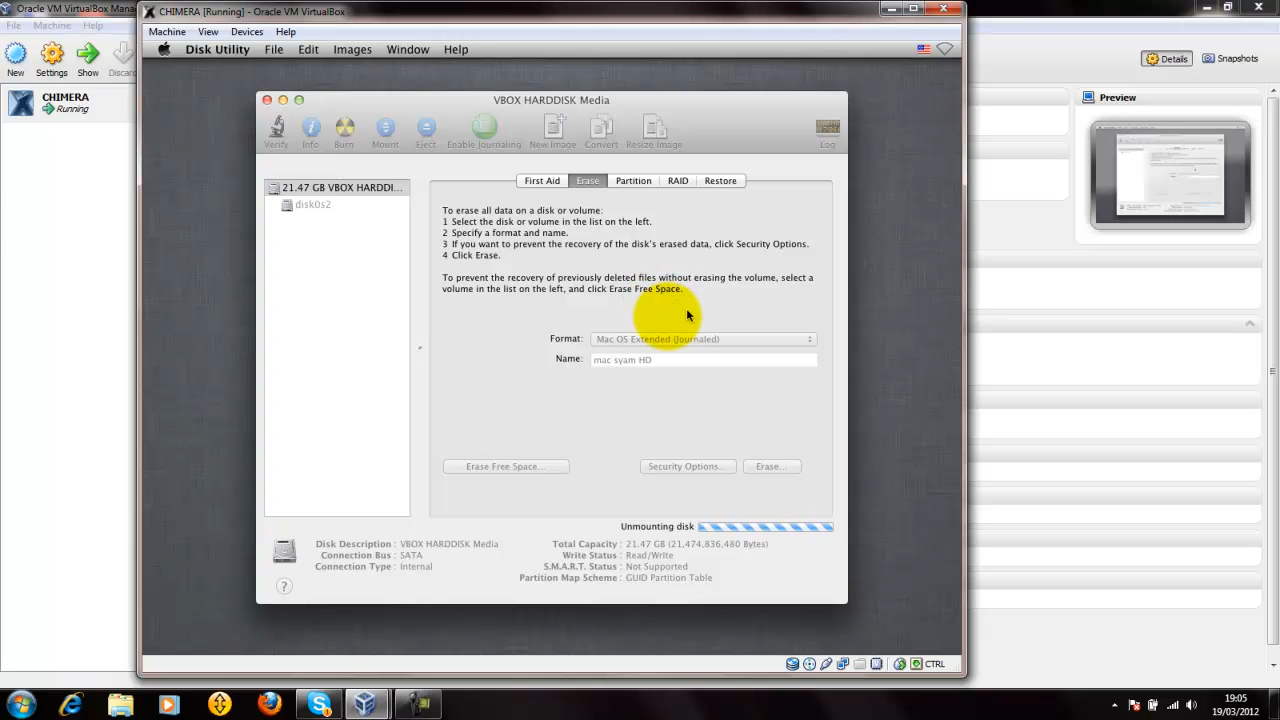 Oracle VM VirtualBox Mana
CHIMERA [Running] - Oracle VM VirtualBox
File Machine Help
Machine View Devices Help
Disk Utility File Edit Images Window Help
New Settings Show Discar
Details Snapshots
CHIMERA
Running
Preview
VBOX HARDDISK Media
Verify Info Burn Mount Eject Enable Journaling New Image Convert Resize Image Log
21.47 GB VBOX HARDDI...
disk0s2
First Aid Erase Partition RAID Restore
To erase all data on a disk or volume:
1 Select the disk or volume in the list on the left.
2 Specify a format and name.
3 If you want to prevent the recovery of the disk's erased data, click Security Options.
4 Click Erase.
To prevent the recovery of previously deleted files without erasing the volume, select a
volume in the list on the left, and click Erase Free Space.
Format: Mac OS Extended (Journaled)
Name: mac syam HD
Erase Free Space... Security Options... Erase...
Unmounting disk
Disk Description : VBOX HARDDISK Media
Connection Bus : SATA
Connection Type : Internal
Total Capacity : 21.47 GB (21,474,836,480 Bytes)
Write Status : Read/Write
S.M.A.R.T. Status : Not Supported
Partition Map Scheme : GUID Partition Table
?
CTRL
19:05
19/03/2012